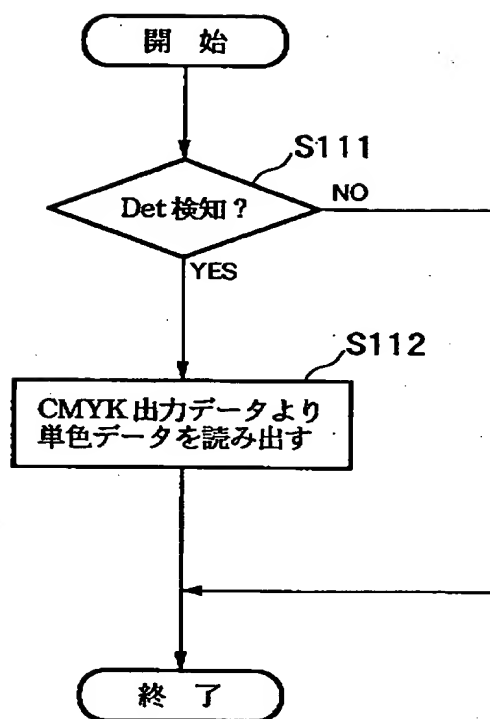 開 始
S111
Det 検知？
NO
YES
S112
CMYK 出力データより
単色データを読み出す
終 了